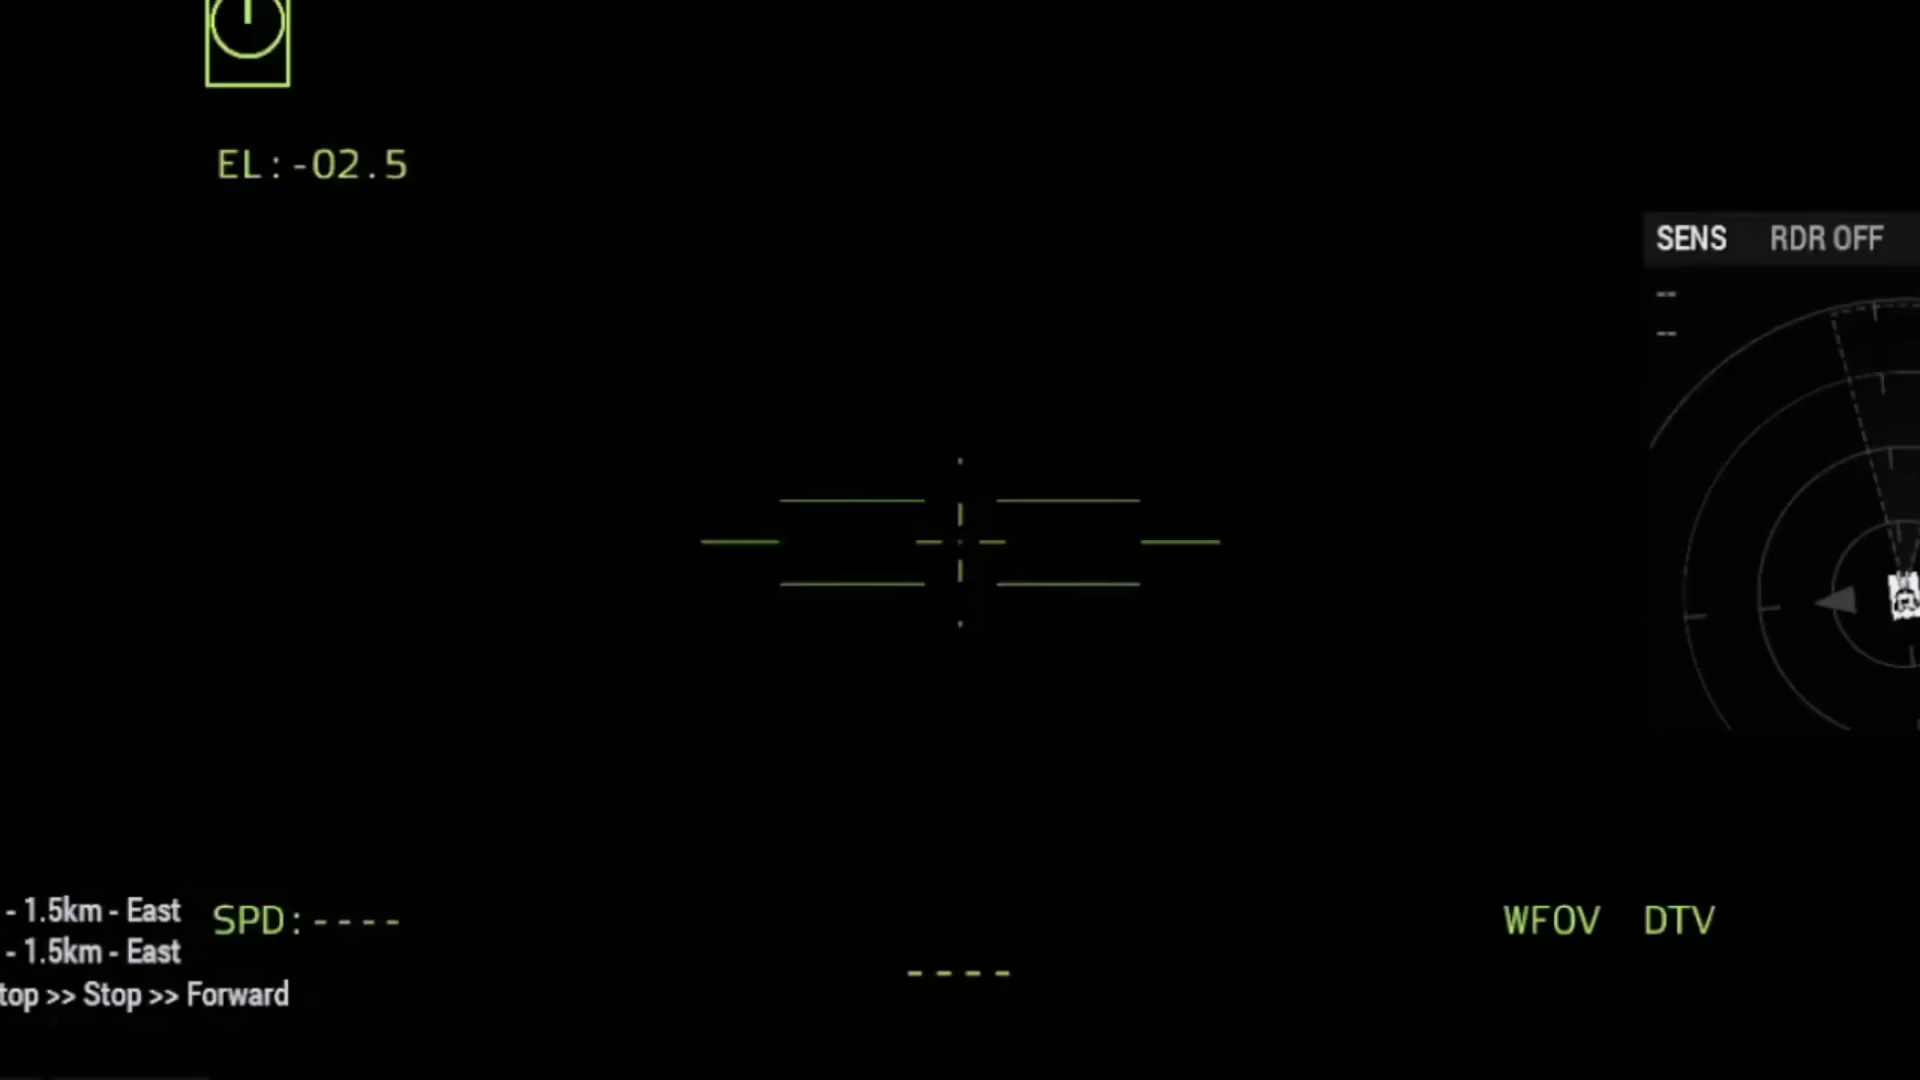 EL:-02.5
SENS RDR OFF
--
--
- 1.5km - East
- 1.5km - East
top >> Stop >> Forward
SPD:----
----
WFOV DTV